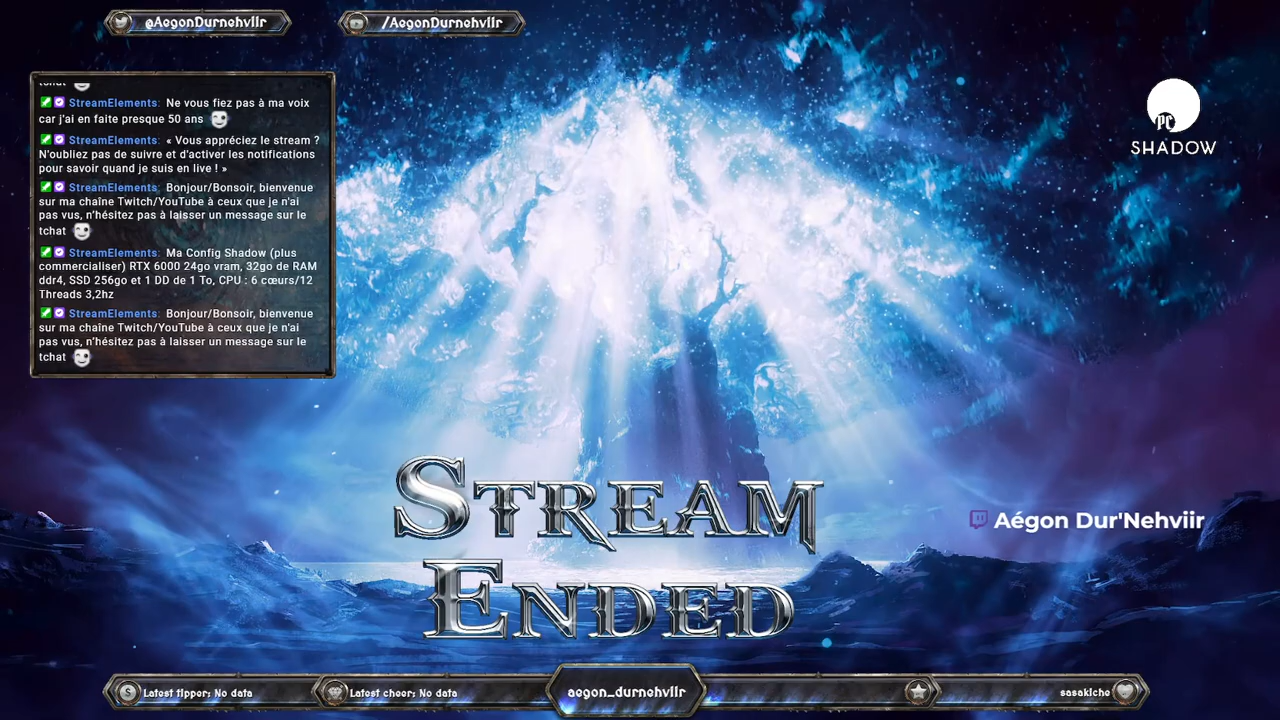 @AegonDurnehviir
/AegonDurnehviir
StreamElements: Ne vous fiez pas à ma voix
car j'ai en faite presque 50 ans
StreamElements: « Vous appréciez le stream ?
N'oubliez pas de suivre et d'activer les notifications
pour savoir quand je suis en live ! »
StreamElements: Bonjour/Bonsoir, bienvenue
sur ma chaîne Twitch/YouTube à ceux que je n'ai
pas vus, n'hésitez pas à laisser un message sur le
tchat
StreamElements: Ma Config Shadow (plus
commercialiser) RTX 6000 24go vram, 32go de RAM
ddr4, SSD 256go et 1 DD de 1 To, CPU : 6 cœurs/12
Threads 3,2hz
StreamElements: Bonjour/Bonsoir, bienvenue
sur ma chaîne Twitch/YouTube à ceux que je n'ai
pas vus, n'hésitez pas à laisser un message sur le
tchat
PC
SHADOW
STREAM
ENDED
Aégon Dur'Nehviir
Latest tipper: No data
Latest cheer: No data
aegon_durnehviir
sasakiche